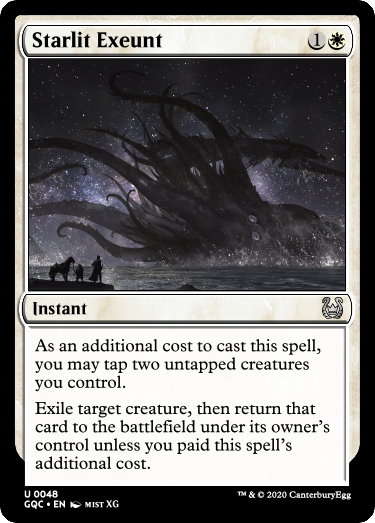 Starlit Exeunt 1
Instant
As an additional cost to cast this spell,
you may tap two untapped creatures
you control.
Exile target creature, then return that
card to the battlefield under its owner’s
control unless you paid this spell’s
additional cost.
U 0048
GQC • EN MIST XG
™ & © 2020 CanterburyEgg